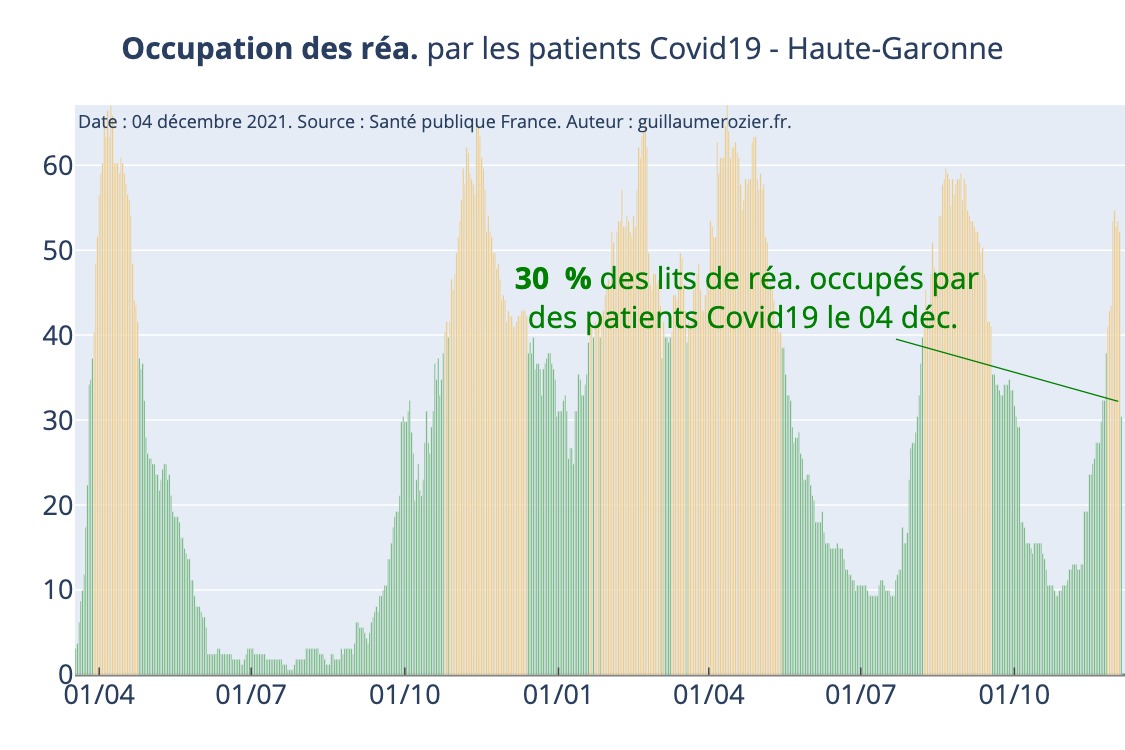 Occupation des réa. par les patients Covid19 - Haute-Garonne
Date : 04 décembre 2021. Source : Santé publique France. Auteur : guillaumerozier.fr.
60
50
30  % des lits de réa. occupés par
des patients Covid19 le 04 déc.
40
30
20
10
0
01/04 01/07 01/10 01/01 01/04 01/07 01/10